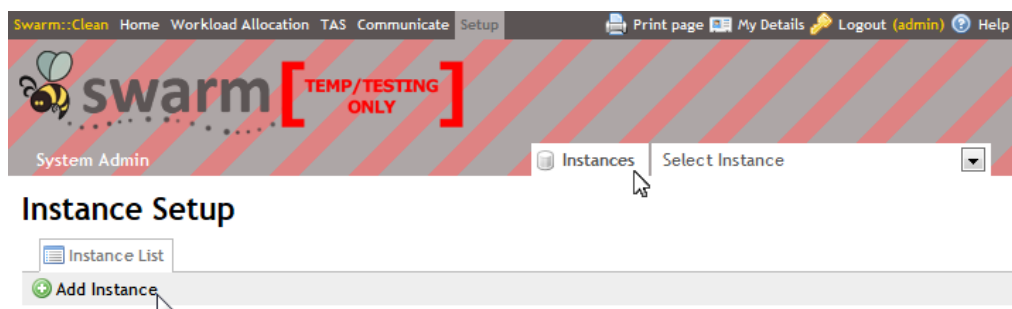 Swarm::Clean Home Workload Allocation TAS Communicate Setup Print page My Details Logout (admin) Help
swarm [TEMP/TESTING
ONLY]
System Admin Instances Select Instance
Instance Setup
Instance List
Add Instance